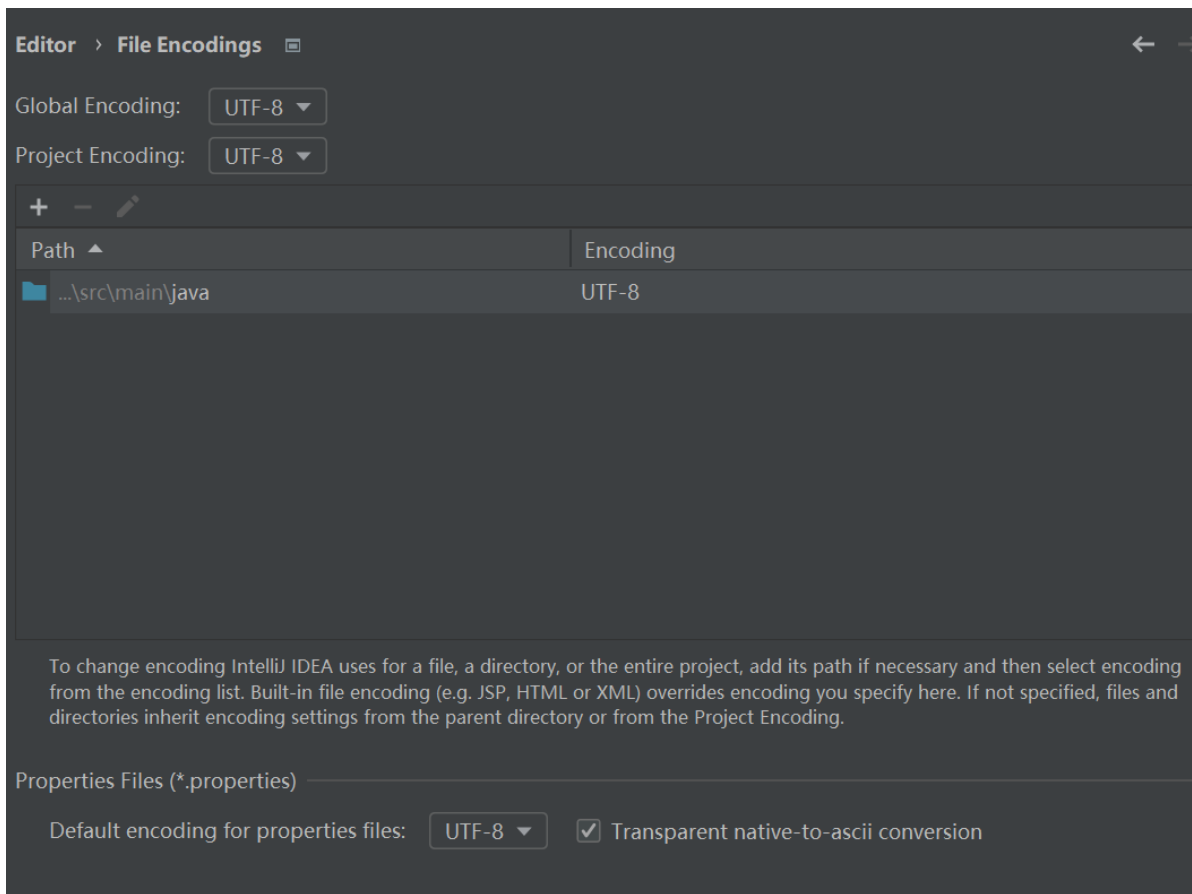 Editor › File Encodings
Global Encoding: UTF-8
Project Encoding: UTF-8
Path Encoding
...\src\main\java UTF-8
To change encoding IntelliJ IDEA uses for a file, a directory, or the entire project, add its path if necessary and then select encoding
from the encoding list. Built-in file encoding (e.g. JSP, HTML or XML) overrides encoding you specify here. If not specified, files and
directories inherit encoding settings from the parent directory or from the Project Encoding.
Properties Files (*.properties)
Default encoding for properties files: UTF-8 Transparent native-to-ascii conversion